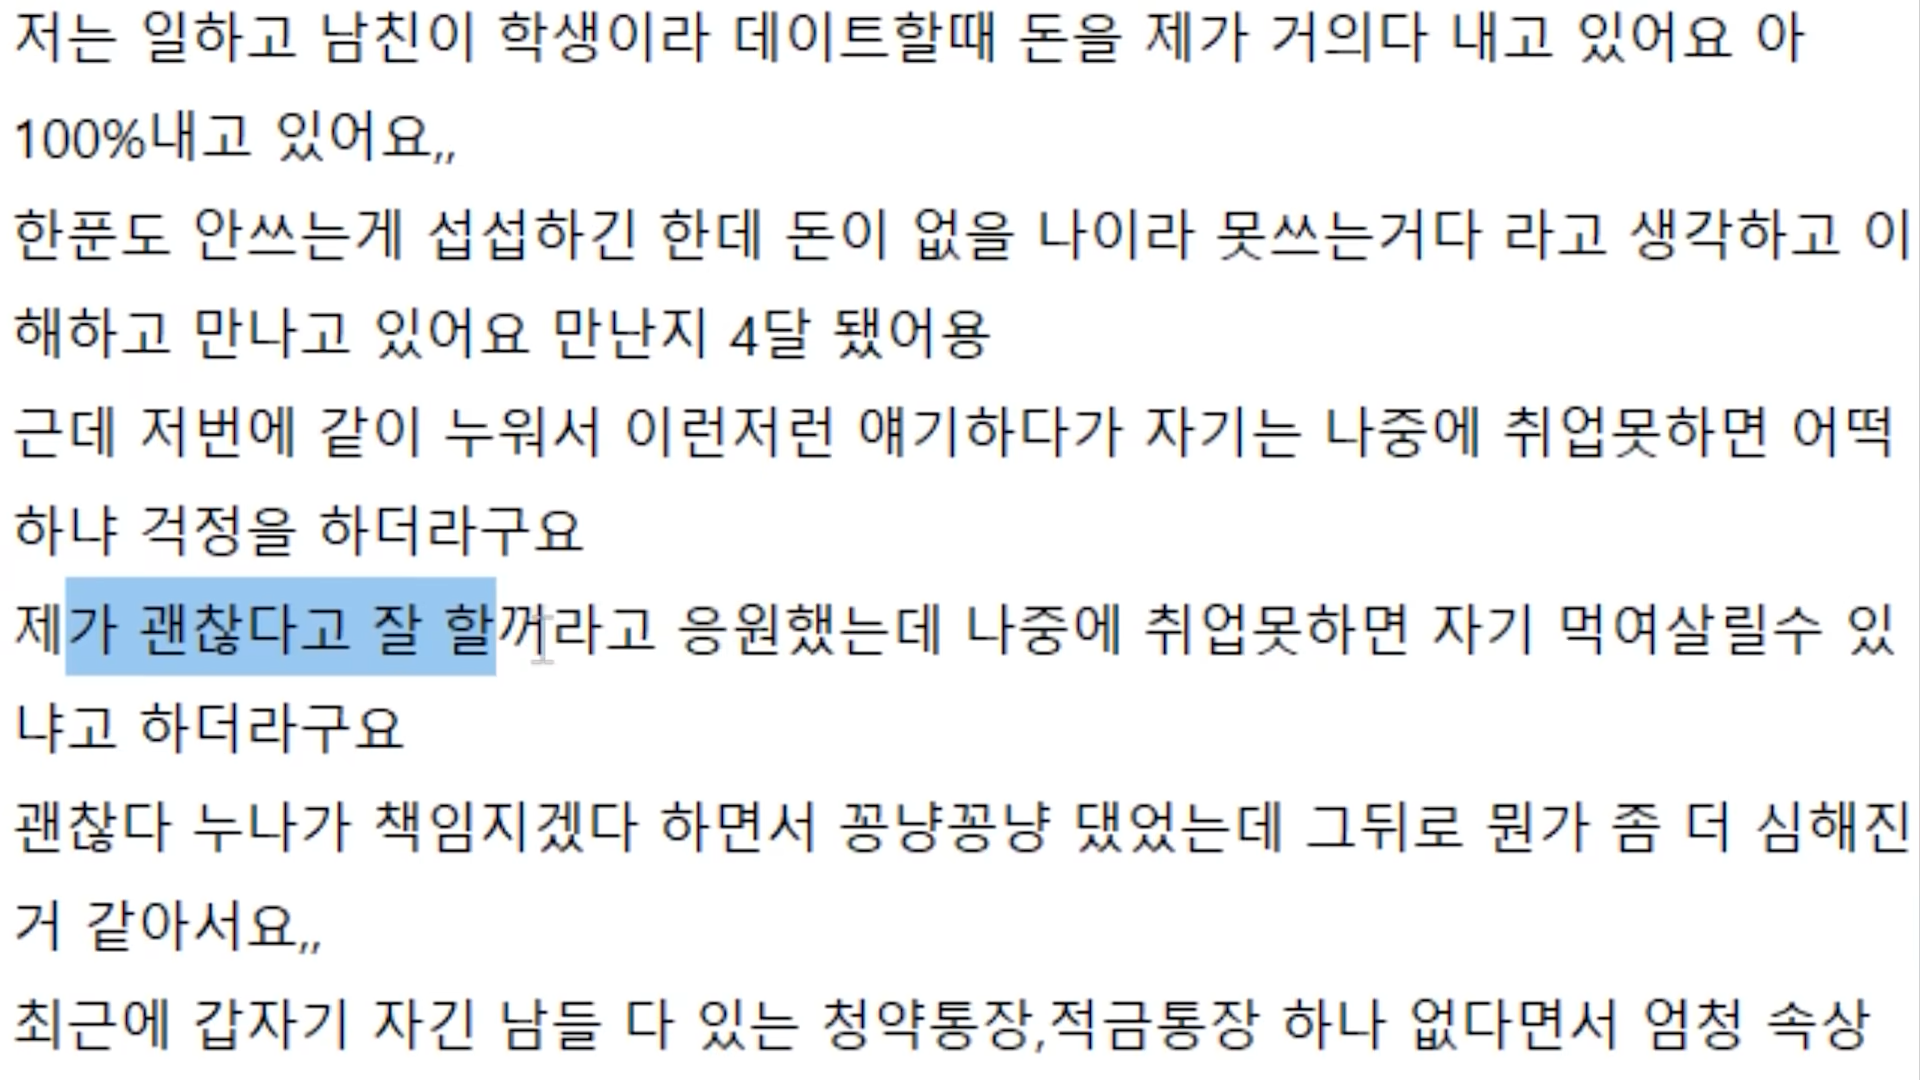 저는 일하고 남친이 학생이라 데이트할때 돈을 제가 거의다 내고 있어요 아
100%내고 있어요,,
한푼도 안쓰는게 섭섭하긴 한데 돈이 없을 나이라 못쓰는거다 라고 생각하고 이
해하고 만나고 있어요 만난지 4달 됐어용
근데 저번에 같이 누워서 이런저런 얘기하다가 자기는 나중에 취업못하면 어떡
하냐 걱정을 하더라구요
제가 괜찮다고 잘 할꺼라고 응원했는데 나중에 취업못하면 자기 먹여살릴수 있
냐고 하더라구요
괜찮다 누나가 책임지겠다 하면서 꽁냥꽁냥 댔었는데 그뒤로 뭔가 좀 더 심해진
거 같아서요,,
최근에 갑자기 자긴 남들 다 있는 청약통장,적금통장 하나 없다면서 엄청 속상